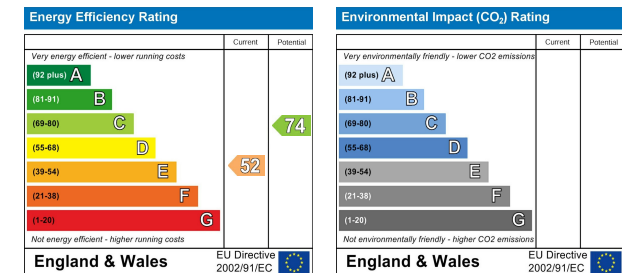 Energy Efficiency Rating
Current Potential
Very energy efficient - lower running costs
(92 plus) A
(81-91) B
(69-80) C
74
(55-68) D
52
(39-54) E
(21-38) F
(1-20) G
Not energy efficient - higher running costs
England & Wales
EU Directive
2002/91/EC
Environmental Impact (CO₂) Rating
Current Potential
Very environmentally friendly - lower CO2 emissions
(92 plus) A
(81-91) B
(69-80) C
(55-68) D
(39-54) E
(21-38) F
(1-20) G
Not environmentally friendly - higher CO2 emissions
England & Wales
EU Directive
2002/91/EC